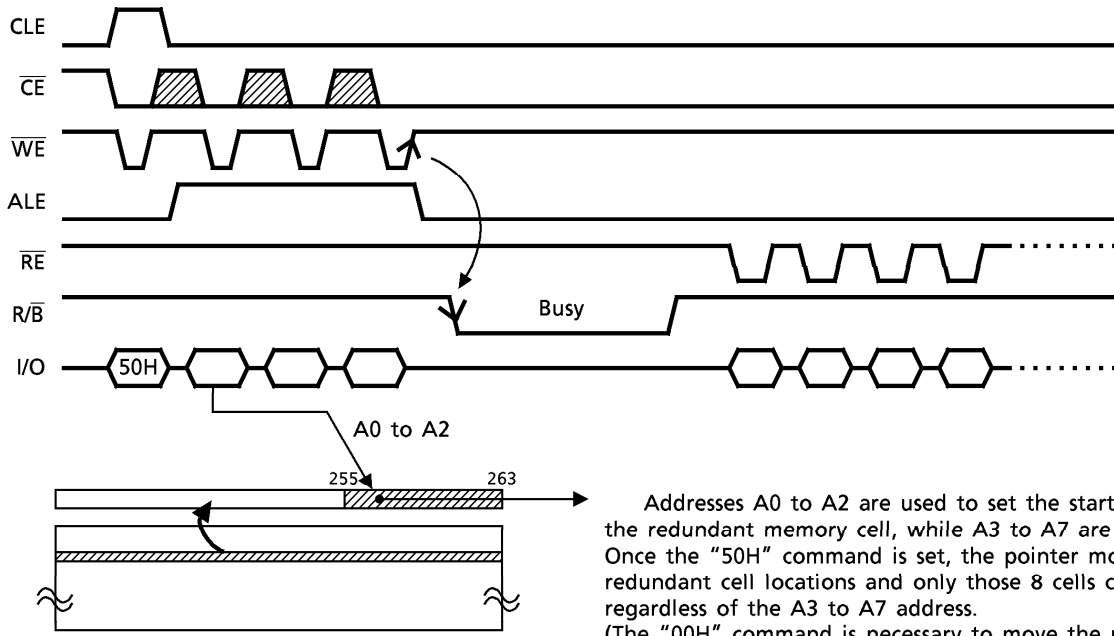 CLE
C̅E̅
W̅E̅
ALE
R̅E̅
R/B̅
Busy
I/O
50H
A0 to A2
255
263
Addresses A0 to A2 are used to set the start
the redundant memory cell, while A3 to A7 are
Once the “50H” command is set, the pointer mo
redundant cell locations and only those 8 cells c
regardless of the A3 to A7 address.
(The “00H” command is necessary to move the